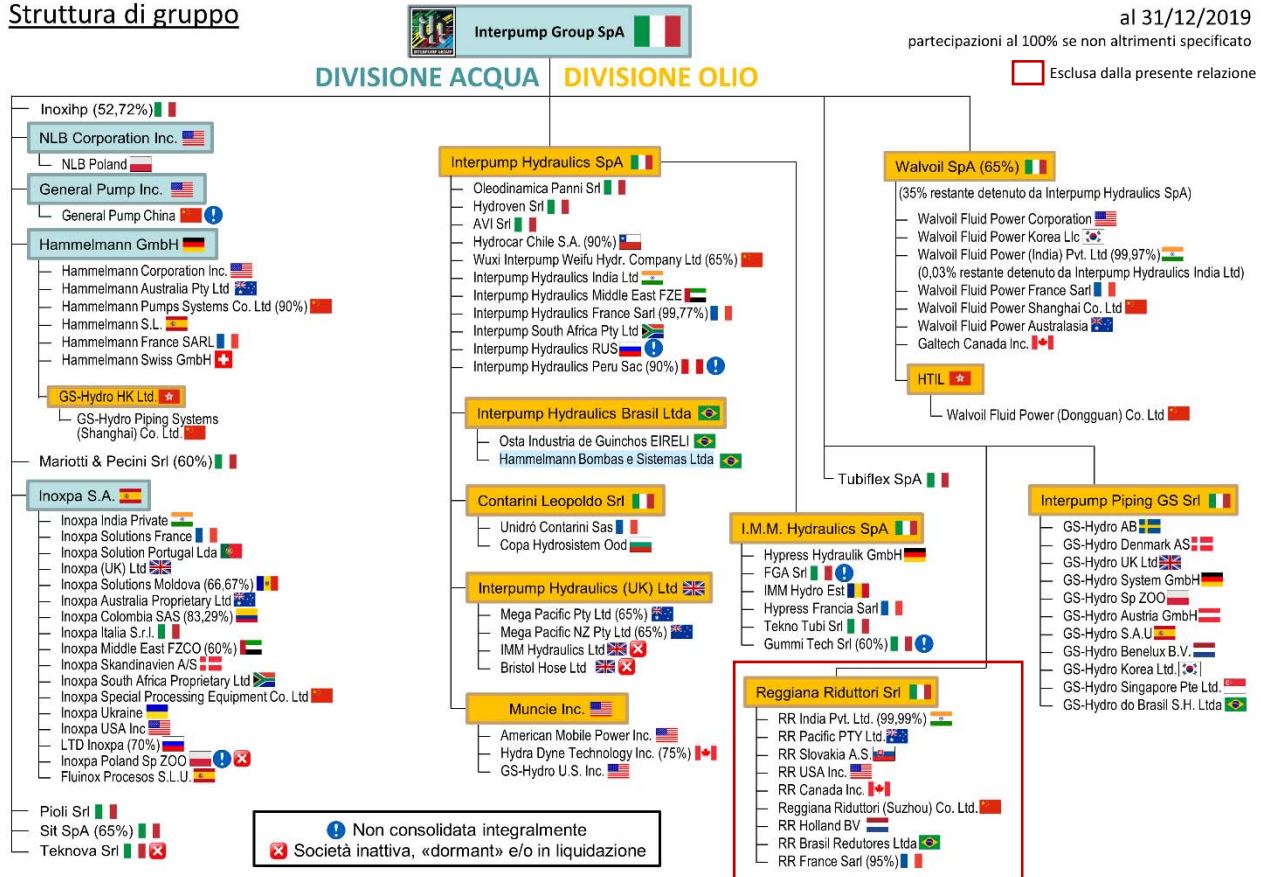 Struttura di gruppo
INTERPUMP GROUP
Interpump Group SpA
al 31/12/2019
partecipazioni al 100% se non altrimenti specificato
Esclusa dalla presente relazione
DIVISIONE ACQUA
DIVISIONE OLIO
Inoxihp (52,72%)
NLB Corporation Inc.
NLB Poland
General Pump Inc.
General Pump China
Hammelmann GmbH
Hammelmann Corporation Inc.
Hammelmann Australia Pty Ltd
Hammelmann Pumps Systems Co. Ltd (90%)
Hammelmann S.L.
Hammelmann France SARL
Hammelmann Swiss GmbH
GS-Hydro HK Ltd.
GS-Hydro Piping Systems
(Shanghai) Co. Ltd.
Mariotti & Pecini Srl (60%)
Inoxpa S.A.
Inoxpa India Private
Inoxpa Solutions France
Inoxpa Solution Portugal Lda
Inoxpa (UK) Ltd
Inoxpa Solutions Moldova (66,67%)
Inoxpa Australia Proprietary Ltd
Inoxpa Colombia SAS (83,29%)
Inoxpa Italia S.r.l.
Inoxpa Middle East FZCO (60%)
Inoxpa Skandinavien A/S
Inoxpa South Africa Proprietary Ltd
Inoxpa Special Processing Equipment Co. Ltd
Inoxpa Ukraine
Inoxpa USA Inc
LTD Inoxpa (70%)
Inoxpa Poland Sp ZOO
Fluinox Procesos S.L.U.
Pioli Srl
Sit SpA (65%)
Teknova Srl
Interpump Hydraulics SpA
Oleodinamica Panni Srl
Hydroven Srl
AVI Srl
Hydrocar Chile S.A. (90%)
Wuxi Interpump Weifu Hydr. Company Ltd (65%)
Interpump Hydraulics India Ltd
Interpump Hydraulics Middle East FZE
Interpump Hydraulics France Sarl (99,77%)
Interpump South Africa Pty Ltd
Interpump Hydraulics RUS
Interpump Hydraulics Peru Sac (90%)
Interpump Hydraulics Brasil Ltda
Osta Industria de Guinchos EIRELI
Hammelmann Bombas e Sistemas Ltda
Contarini Leopoldo Srl
Unidró Contarini Sas
Copa Hydrosistem Ood
Interpump Hydraulics (UK) Ltd
Mega Pacific Pty Ltd (65%)
Mega Pacific NZ Pty Ltd (65%)
IMM Hydraulics Ltd
Bristol Hose Ltd
Muncie Inc.
American Mobile Power Inc.
Hydra Dyne Technology Inc. (75%)
GS-Hydro U.S. Inc.
I.M.M. Hydraulics SpA
Hypress Hydraulik GmbH
FGA Srl
IMM Hydro Est
Hypress Francia Sarl
Tekno Tubi Srl
Gummi Tech Srl (60%)
Tubiflex SpA
Walvoil SpA (65%)
(35% restante detenuto da Interpump Hydraulics SpA)
Walvoil Fluid Power Corporation
Walvoil Fluid Power Korea Llc
Walvoil Fluid Power (India) Pvt. Ltd (99,97%)
(0,03% restante detenuto da Interpump Hydraulics India Ltd)
Walvoil Fluid Power France Sarl
Walvoil Fluid Power Shanghai Co. Ltd
Walvoil Fluid Power Australasia
Galtech Canada Inc.
HTIL
Walvoil Fluid Power (Dongguan) Co. Ltd
Reggiana Riduttori Srl
RR India Pvt. Ltd. (99,99%)
RR Pacific PTY Ltd.
RR Slovakia A.S.
RR USA Inc.
RR Canada Inc.
Reggiana Riduttori (Suzhou) Co. Ltd.
RR Holland BV
RR Brasil Redutores Ltda
RR France Sarl (95%)
Interpump Piping GS Srl
GS-Hydro AB
GS-Hydro Denmark AS
GS-Hydro UK Ltd
GS-Hydro System GmbH
GS-Hydro Sp ZOO
GS-Hydro Austria GmbH
GS-Hydro S.A.U
GS-Hydro Benelux B.V.
GS-Hydro Korea Ltd.
GS-Hydro Singapore Pte Ltd.
GS-Hydro do Brasil S.H. Ltda
Non consolidata integralmente
Società inattiva, «dormant» e/o in liquidazione